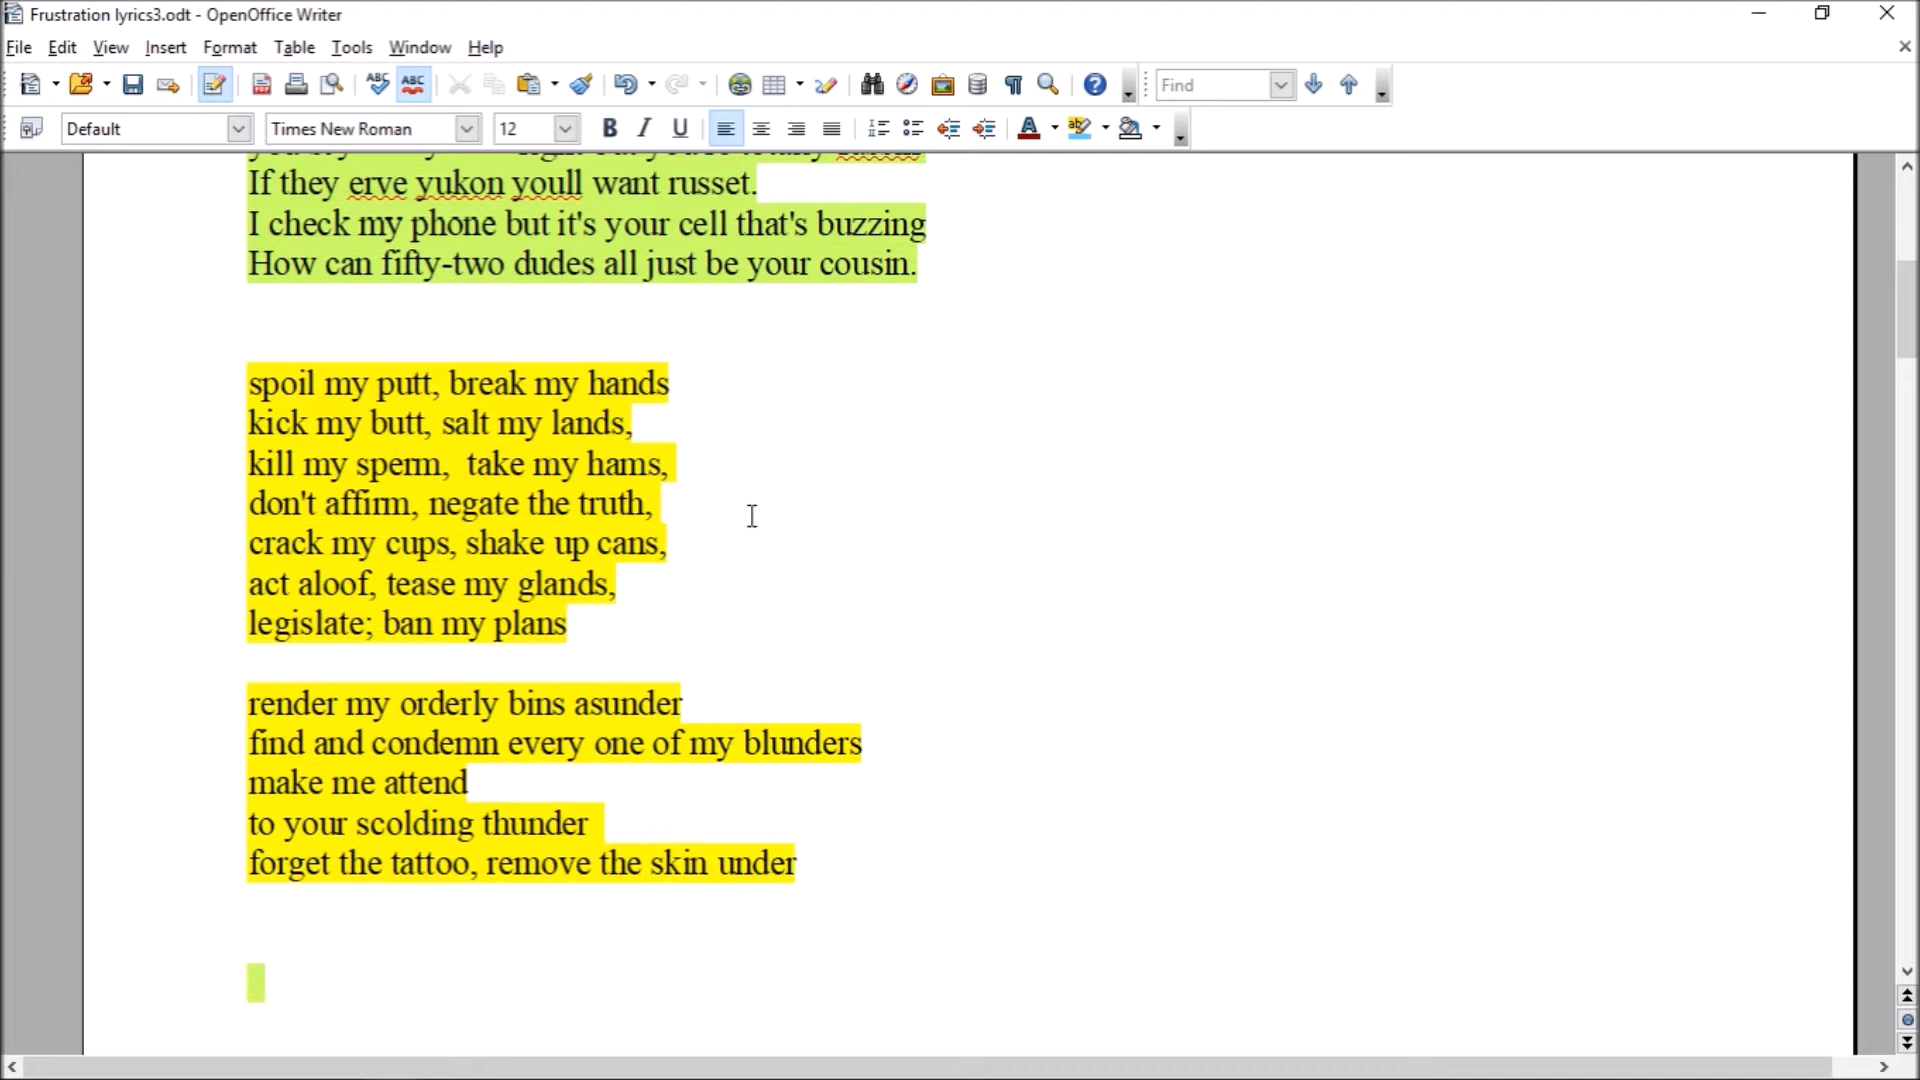 Frustration lyrics3.odt - OpenOffice Writer
File Edit View Insert Format Table Tools Window Help
ABC ABC Find
Default Times New Roman 12 B I U A
If they erve yukon youll want russet.
I check my phone but it's your cell that's buzzing
How can fifty-two dudes all just be your cousin.
spoil my putt, break my hands
kick my butt, salt my lands,
kill my sperm,  take my hams,
don't affirm, negate the truth,
crack my cups, shake up cans,
act aloof, tease my glands,
legislate; ban my plans
render my orderly bins asunder
find and condemn every one of my blunders
make me attend
to your scolding thunder
forget the tattoo, remove the skin under